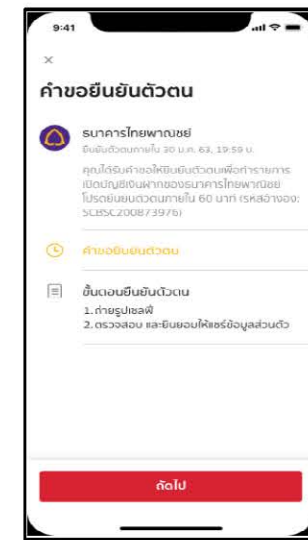 9:41
×
คำขอยืนยันตัวตน
ธนาคารไทยพาณิชย์
ยืนยันตัวตนภายใน 30 ม.ค. 63, 19:59 น.
คุณได้รับคำขอให้ยืนยันตัวตนเพื่อทำรายการ
เปิดบัญชีเงินฝากของธนาคารไทยพาณิชย์
โปรดยืนยันตัวตนภายใน 60 นาที (รหัสอ้างอิง:
SCBSC200873976)
คำขอยืนยันตัวตน
ขั้นตอนยืนยันตัวตน
1. ถ่ายรูปเซลฟี่
2. ตรวจสอบ และยินยอมให้แชร์ข้อมูลส่วนตัว
ถัดไป